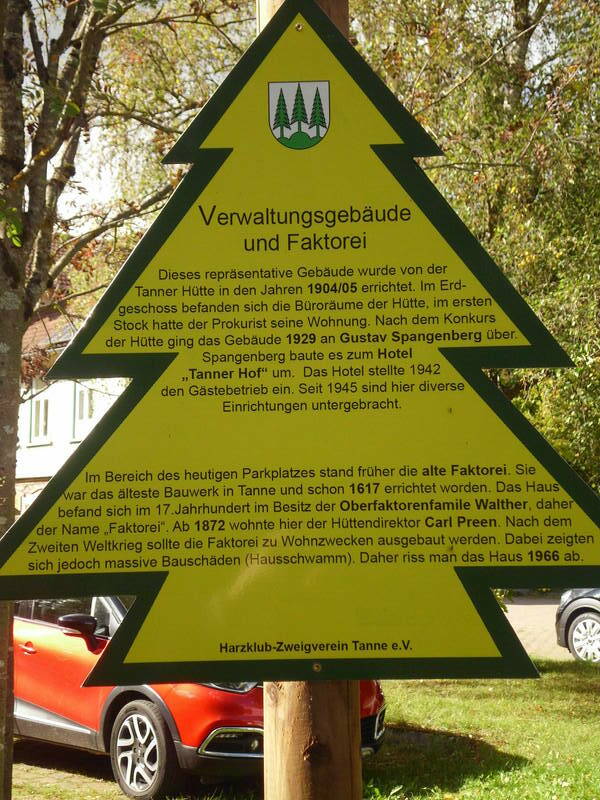 Verwaltungsgebäude
und Faktorei
Dieses repräsentative Gebäude wurde von der
Tanner Hütte in den Jahren 1904/05 errichtet. Im Erd-
geschoss befanden sich die Büroräume der Hütte, im ersten
Stock hatte der Prokurist seine Wohnung. Nach dem Konkurs
der Hütte ging das Gebäude 1929 an Gustav Spangenberg über.
Spangenberg baute es zum Hotel
„Tanner Hof“ um. Das Hotel stellte 1942
den Gästebetrieb ein. Seit 1945 sind hier diverse
Einrichtungen untergebracht.
Im Bereich des heutigen Parkplatzes stand früher die alte Faktorei. Sie
war das älteste Bauwerk in Tanne und schon 1617 errichtet worden. Das Haus
befand sich im 17.Jahrhundert im Besitz der Oberfaktorenfamile Walther, daher
der Name „Faktorei“. Ab 1872 wohnte hier der Hüttendirektor Carl Preen. Nach dem
Zweiten Weltkrieg sollte die Faktorei zu Wohnzwecken ausgebaut werden. Dabei zeigten
sich jedoch massive Bauschäden (Hausschwamm). Daher riss man das Haus 1966 ab.
Harzklub-Zweigverein Tanne e.V.